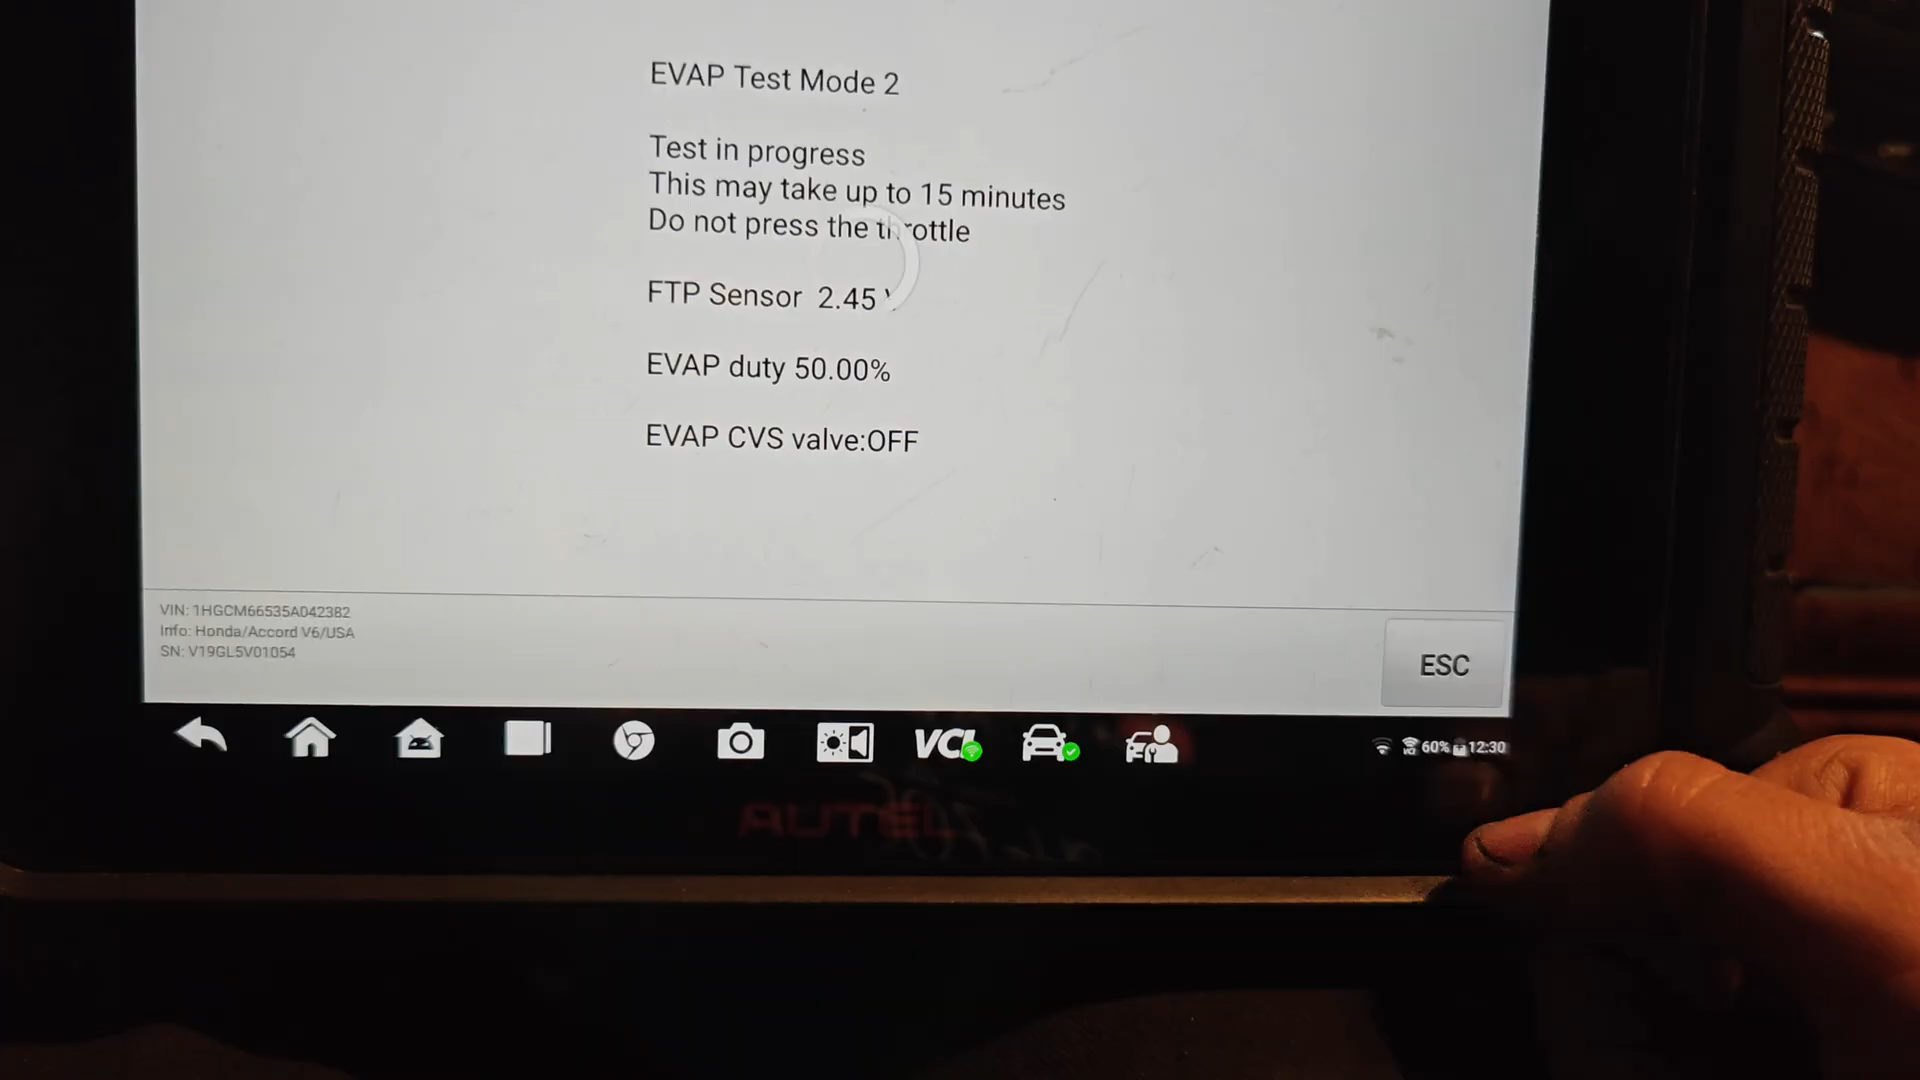 EVAP Test Mode 2
Test in progress
This may take up to 15 minutes
Do not press the throttle
FTP Sensor 2.45 V
EVAP duty 50.00%
EVAP CVS valve:OFF
VIN: 1HGCM66535A042382
Info: Honda/Accord V6/USA
SN: V19GL5V01054
ESC
VCI
60% 12:30
AUTEL